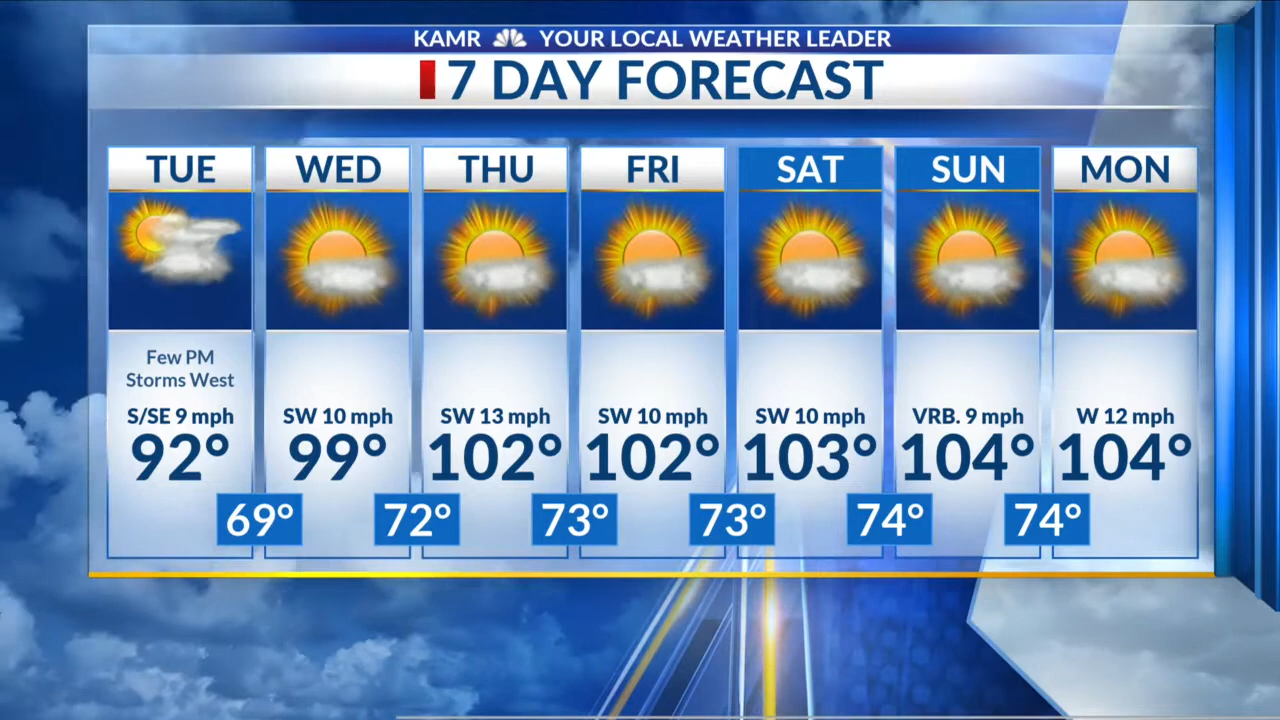 KAMR YOUR LOCAL WEATHER LEADER
7 DAY FORECAST
TUE WED THU FRI SAT SUN MON
Few PM
Storms West
S/SE 9 mph SW 10 mph SW 13 mph SW 10 mph SW 10 mph VRB. 9 mph W 12 mph
92° 99° 102° 102° 103° 104° 104°
69° 72° 73° 73° 74° 74°